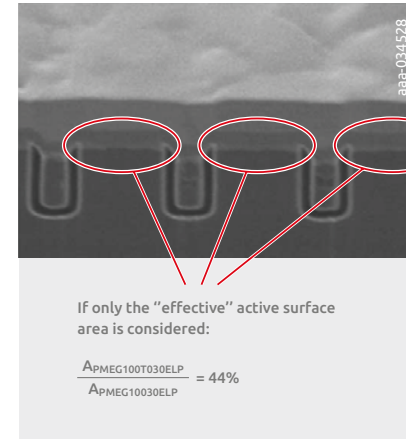 aaa-034528
If only the "effective" active surface
area is considered:
APMEG100T030ELP
= 44%
APMEG10030ELP